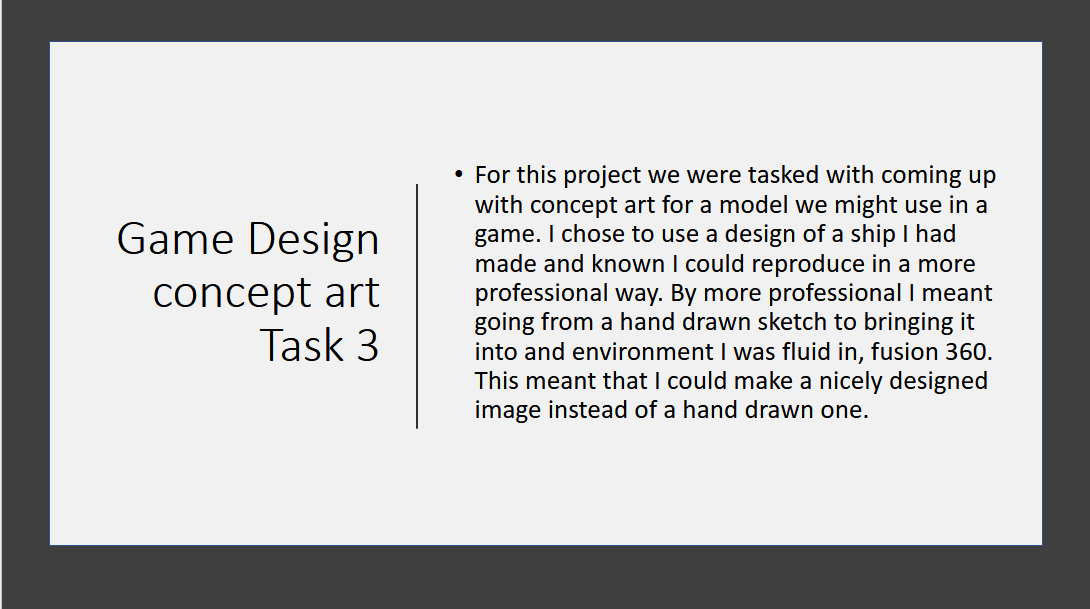 Game Design
concept art
Task 3
• For this project we were tasked with coming up
with concept art for a model we might use in a
game. I chose to use a design of a ship I had
made and known I could reproduce in a more
professional way. By more professional I meant
going from a hand drawn sketch to bringing it
into and environment I was fluid in, fusion 360.
This meant that I could make a nicely designed
image instead of a hand drawn one.